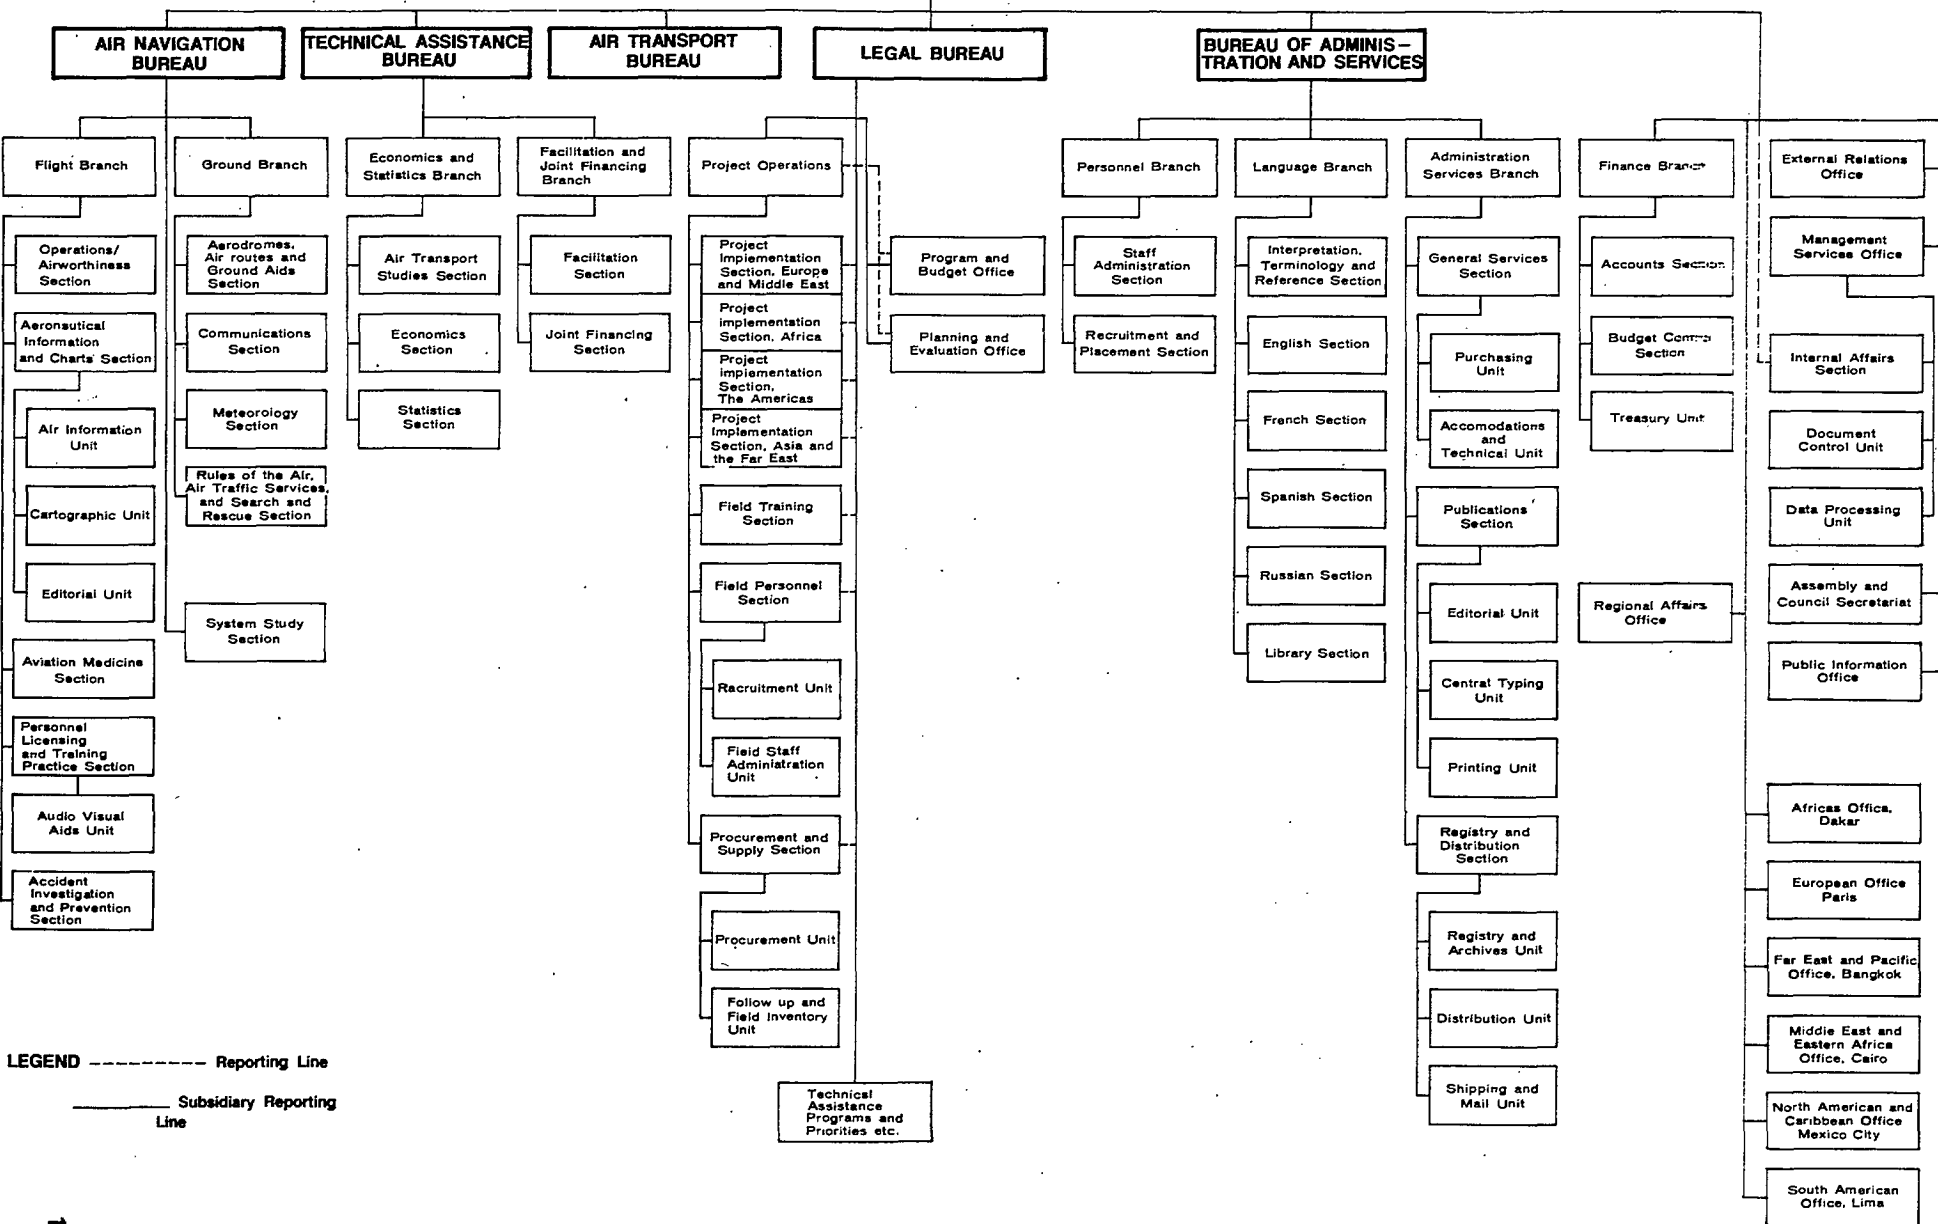 AIR NAVIGATION
BUREAU
TECHNICAL ASSISTANCE
BUREAU
AIR TRANSPORT
BUREAU
LEGAL BUREAU
BUREAU OF ADMINIS-
TRATION AND SERVICES
Flight Branch
Operations/
Airworthiness
Section
Aeronautical
Information
and Charts Section
Air Information
Unit
Cartographic Unit
Editorial Unit
Aviation Medicine
Section
Personnel
Licensing
and Training
Practice Section
Audio Visual
Aids Unit
Accident
Investigation
and Prevention
Section
Ground Branch
Aerodromes,
Air routes and
Ground Aids
Section
Communications
Section
Meteorology
Section
Rules of the Air,
Air Traffic Services,
and Search and
Rescue Section
System Study
Section
Economics and
Statistics Branch
Air Transport
Studies Section
Economics
Section
Statistics
Section
Facilitation and
Joint Financing
Branch
Facilitation
Section
Joint Financing
Section
Project Operations
Project
Implementation
Section, Europe
and Middle East
Project
implementation
Section, Africa
Project
implementation
Section,
The Americas
Project
Implementation
Section, Asia and
the Far East
Field Training
Section
Field Personnel
Section
Racruitment Unit
Field Staff
Administration
Unit
Procurement and
Supply Section
Procurement Unit
Follow up and
Field Inventory
Unit
Technical
Assistance
Programs and
Priorities etc.
Program and
Budget Office
Planning and
Evaluation Office
Personnel Branch
Staff
Administration
Section
Recruitment and
Placement Section
Language Branch
Interpretation,
Terminology and
Reference Section
English Section
French Section
Spanish Section
Russian Section
Library Section
Administration
Services Branch
General Services
Section
Purchasing
Unit
Accomodations
and
Technical Unit
Publications
Section
Editorial Unit
Central Typing
Unit
Printing Unit
Registry and
Distribution
Section
Registry and
Archives Unit
Distribution Unit
Shipping and
Mail Unit
Finance Branch
Accounts Section
Budget
Section
Treasury Unit
Regional Affairs
Office
External Relations
Office
Management
Services Office
Internal Affairs
Section
Document
Control Unit
Data Processing
Unit
Assembly and
Council Secretariat
Public Information
Office
African Office,
Dakar
European Office
Paris
Far East and Pacific
Office, Bangkok
Middle East and
Eastern Africa
Office, Cairo
North American and
Caribbean Office
Mexico City
South American
Office, Lima
LEGEND --------- Reporting Line
________ Subsidiary Reporting
Line